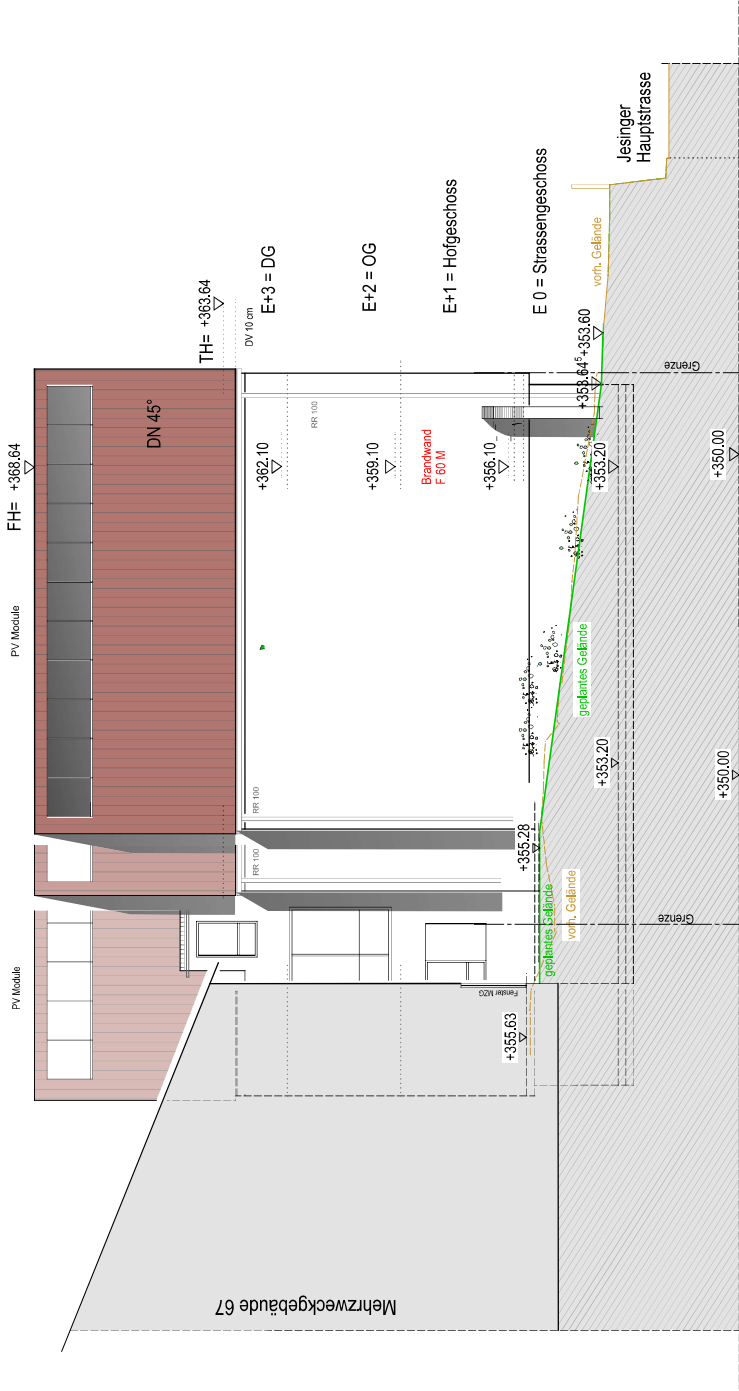 FH= +368.64
PV Module
PV Module
DN 45°
TH= +363.64
DV 10 cm
E+3 = DG
E+2 = OG
E+1 = Hofgeschoss
E 0 = Strassengeschoss
Jesinger
Hauptstrasse
RR 100
RR 100
RR 100
+362.10
+359.10
Brandwand
F 60 M
+356.10
+353.64⁵
+353.60
vorh. Gelände
Grenze
+353.20
+350.00
geplantes Gelände
+353.20
+350.00
+355.28
geplantes Gelände
vorh. Gelände
Grenze
Fenster MZG
+355.63
Mehrzweckgebäude 67